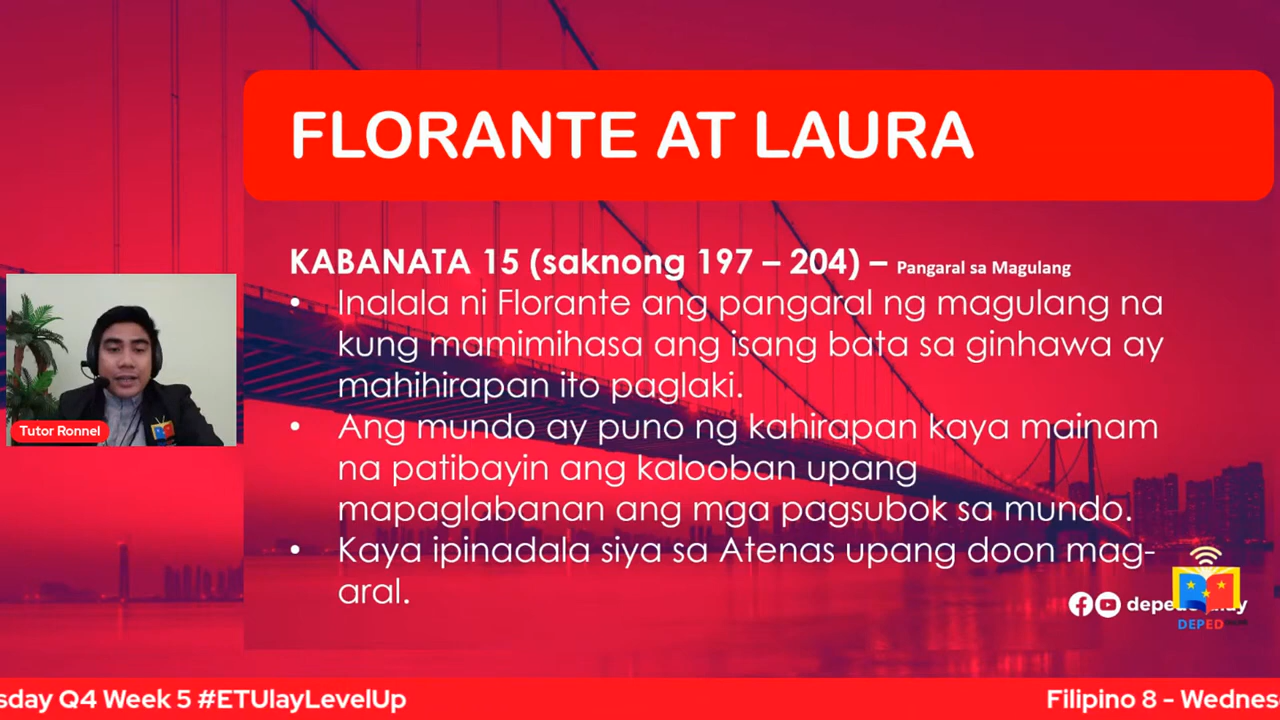 FLORANTE AT LAURA
KABANATA 15 (saknong 197 – 204) – Pangaral sa Magulang
• Inalala ni Florante ang pangaral ng magulang na
kung mamimihasa ang isang bata sa ginhawa ay
mahihirapan ito paglaki.
• Ang mundo ay puno ng kahirapan kaya mainam
na patibayin ang kalooban upang
mapaglabanan ang mga pagsubok sa mundo.
• Kaya ipinadala siya sa Atenas upang doon mag-
aral.
Tutor Ronnel
DEPED
sday Q4 Week 5 #ETUlayLevelUp
Filipino 8 - Wednes